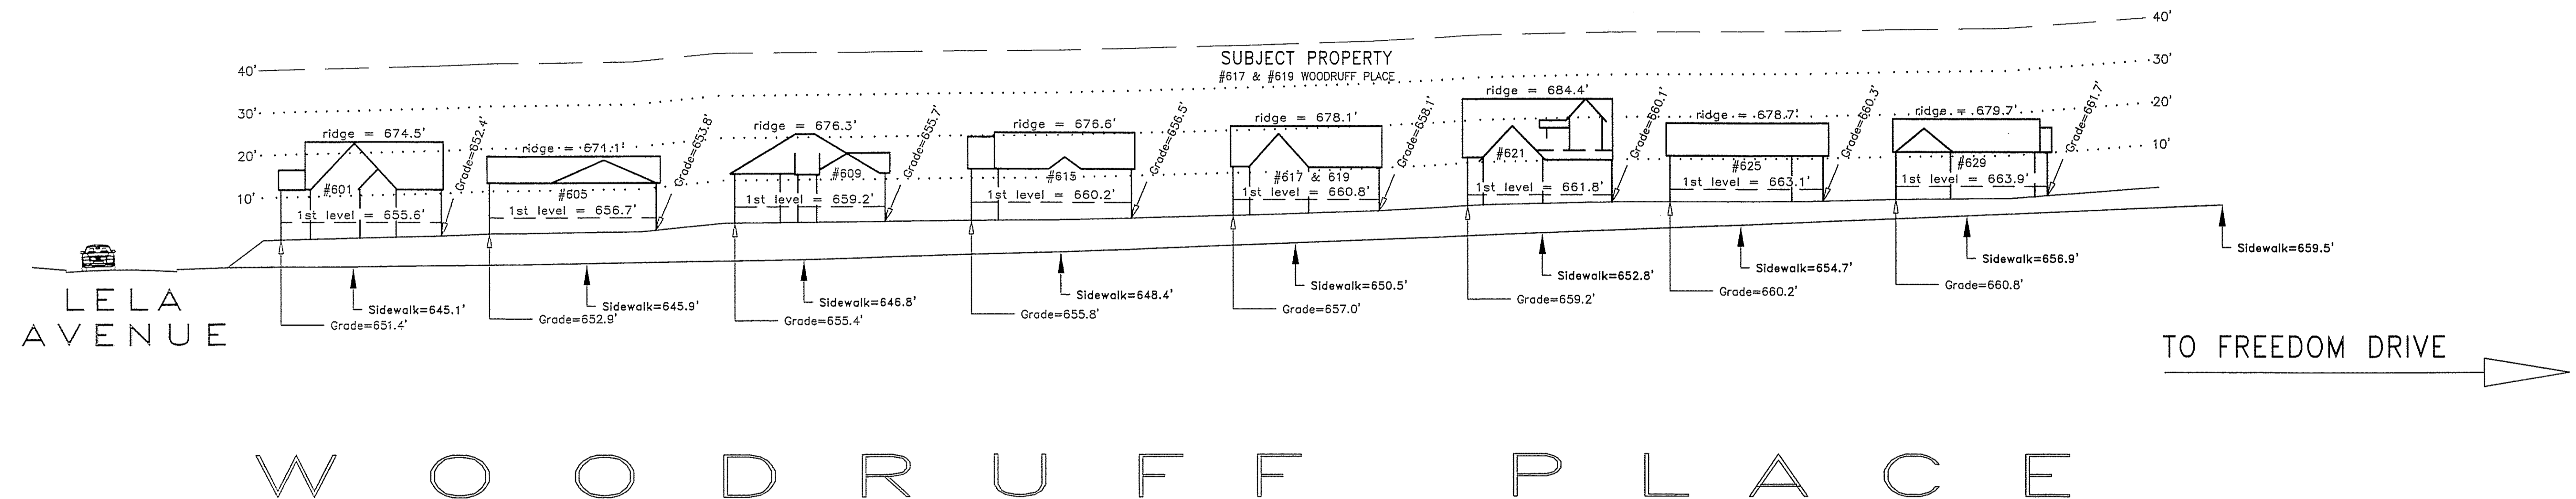 SUBJECT PROPERTY
#617 & #619 WOODRUFF PLACE
40'
30'
20'
10'
40'
30'
20'
10'
ridge = 674.5'
#601
1st level = 655.6'
Grade=652.4'
ridge = 671.1'
#605
1st level = 656.7'
Grade=653.8'
ridge = 676.3'
#609
1st level = 659.2'
Grade=655.7'
ridge = 676.6'
#615
1st level = 660.2'
Grade=656.5'
ridge = 678.1'
#617 & 619
1st level = 660.8'
Grade=658.1'
ridge = 684.4'
#621
1st level = 661.8'
Grade=660.1'
ridge = 678.7'
#625
1st level = 663.1'
Grade=660.3'
ridge = 679.7'
#629
1st level = 663.9'
Grade=661.7'
LELA
AVENUE
Sidewalk=645.1'
Grade=651.4'
Sidewalk=645.9'
Grade=652.9'
Sidewalk=646.8'
Grade=655.4'
Sidewalk=648.4'
Grade=655.8'
Sidewalk=650.5'
Grade=657.0'
Sidewalk=652.8'
Grade=659.2'
Sidewalk=654.7'
Grade=660.2'
Sidewalk=656.9'
Grade=660.8'
Sidewalk=659.5'
TO FREEDOM DRIVE
WOODRUFF PLACE